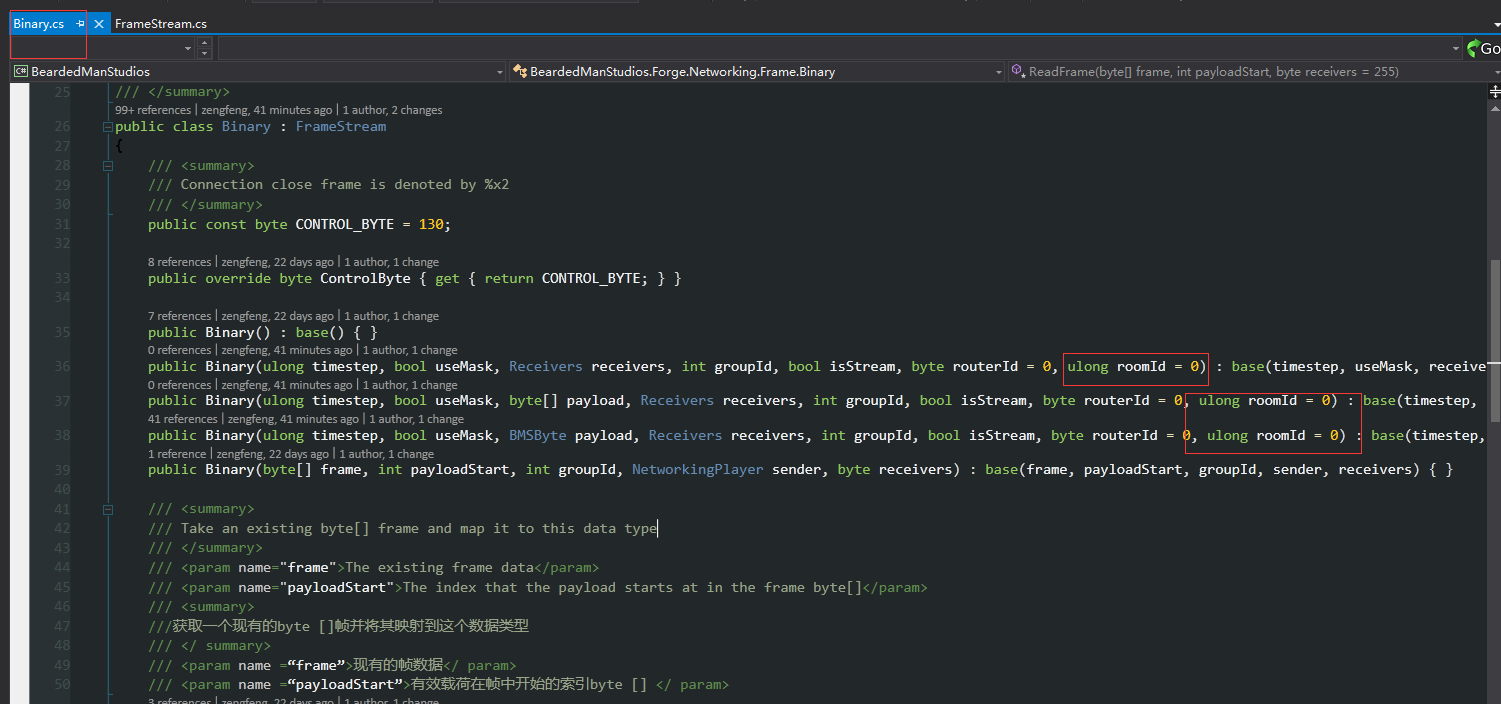 Binary.cs
FrameStream.cs
Go
BeardedManStudios
BeardedManStudios.Forge.Networking.Frame.Binary
ReadFrame(byte[] frame, int payloadStart, byte receivers = 255)
25 /// </summary>
99+ references | zengfeng, 41 minutes ago | 1 author, 2 changes
26 public class Binary : FrameStream
27 {
28 /// <summary>
29 /// Connection close frame is denoted by %x2
30 /// </summary>
31 public const byte CONTROL_BYTE = 130;
32
8 references | zengfeng, 22 days ago | 1 author, 1 change
33 public override byte ControlByte { get { return CONTROL_BYTE; } }
34
7 references | zengfeng, 22 days ago | 1 author, 1 change
35 public Binary() : base() { }
0 references | zengfeng, 41 minutes ago | 1 author, 1 change
36 public Binary(ulong timestep, bool useMask, Receivers receivers, int groupId, bool isStream, byte routerId = 0, ulong roomId = 0) : base(timestep, useMask, receive
0 references | zengfeng, 41 minutes ago | 1 author, 1 change
37 public Binary(ulong timestep, bool useMask, byte[] payload, Receivers receivers, int groupId, bool isStream, byte routerId = 0, ulong roomId = 0) : base(timestep,
41 references | zengfeng, 41 minutes ago | 1 author, 1 change
38 public Binary(ulong timestep, bool useMask, BMSByte payload, Receivers receivers, int groupId, bool isStream, byte routerId = 0, ulong roomId = 0) : base(timestep,
1 reference | zengfeng, 22 days ago | 1 author, 1 change
39 public Binary(byte[] frame, int payloadStart, int groupId, NetworkingPlayer sender, byte receivers) : base(frame, payloadStart, groupId, sender, receivers) { }
40
41 /// <summary>
42 /// Take an existing byte[] frame and map it to this data type
43 /// </summary>
44 /// <param name="frame">The existing frame data</param>
45 /// <param name="payloadStart">The index that the payload starts at in the frame byte[]</param>
46 /// <summary>
47 ///获取一个现有的byte []帧并将其映射到这个数据类型
48 /// </ summary>
49 /// <param name =“frame”>现有的帧数据</ param>
50 /// <param name =“payloadStart”>有效载荷在帧中开始的索引byte [] </ param>
3 references | zengfeng, 22 days ago | 1 author, 1 change